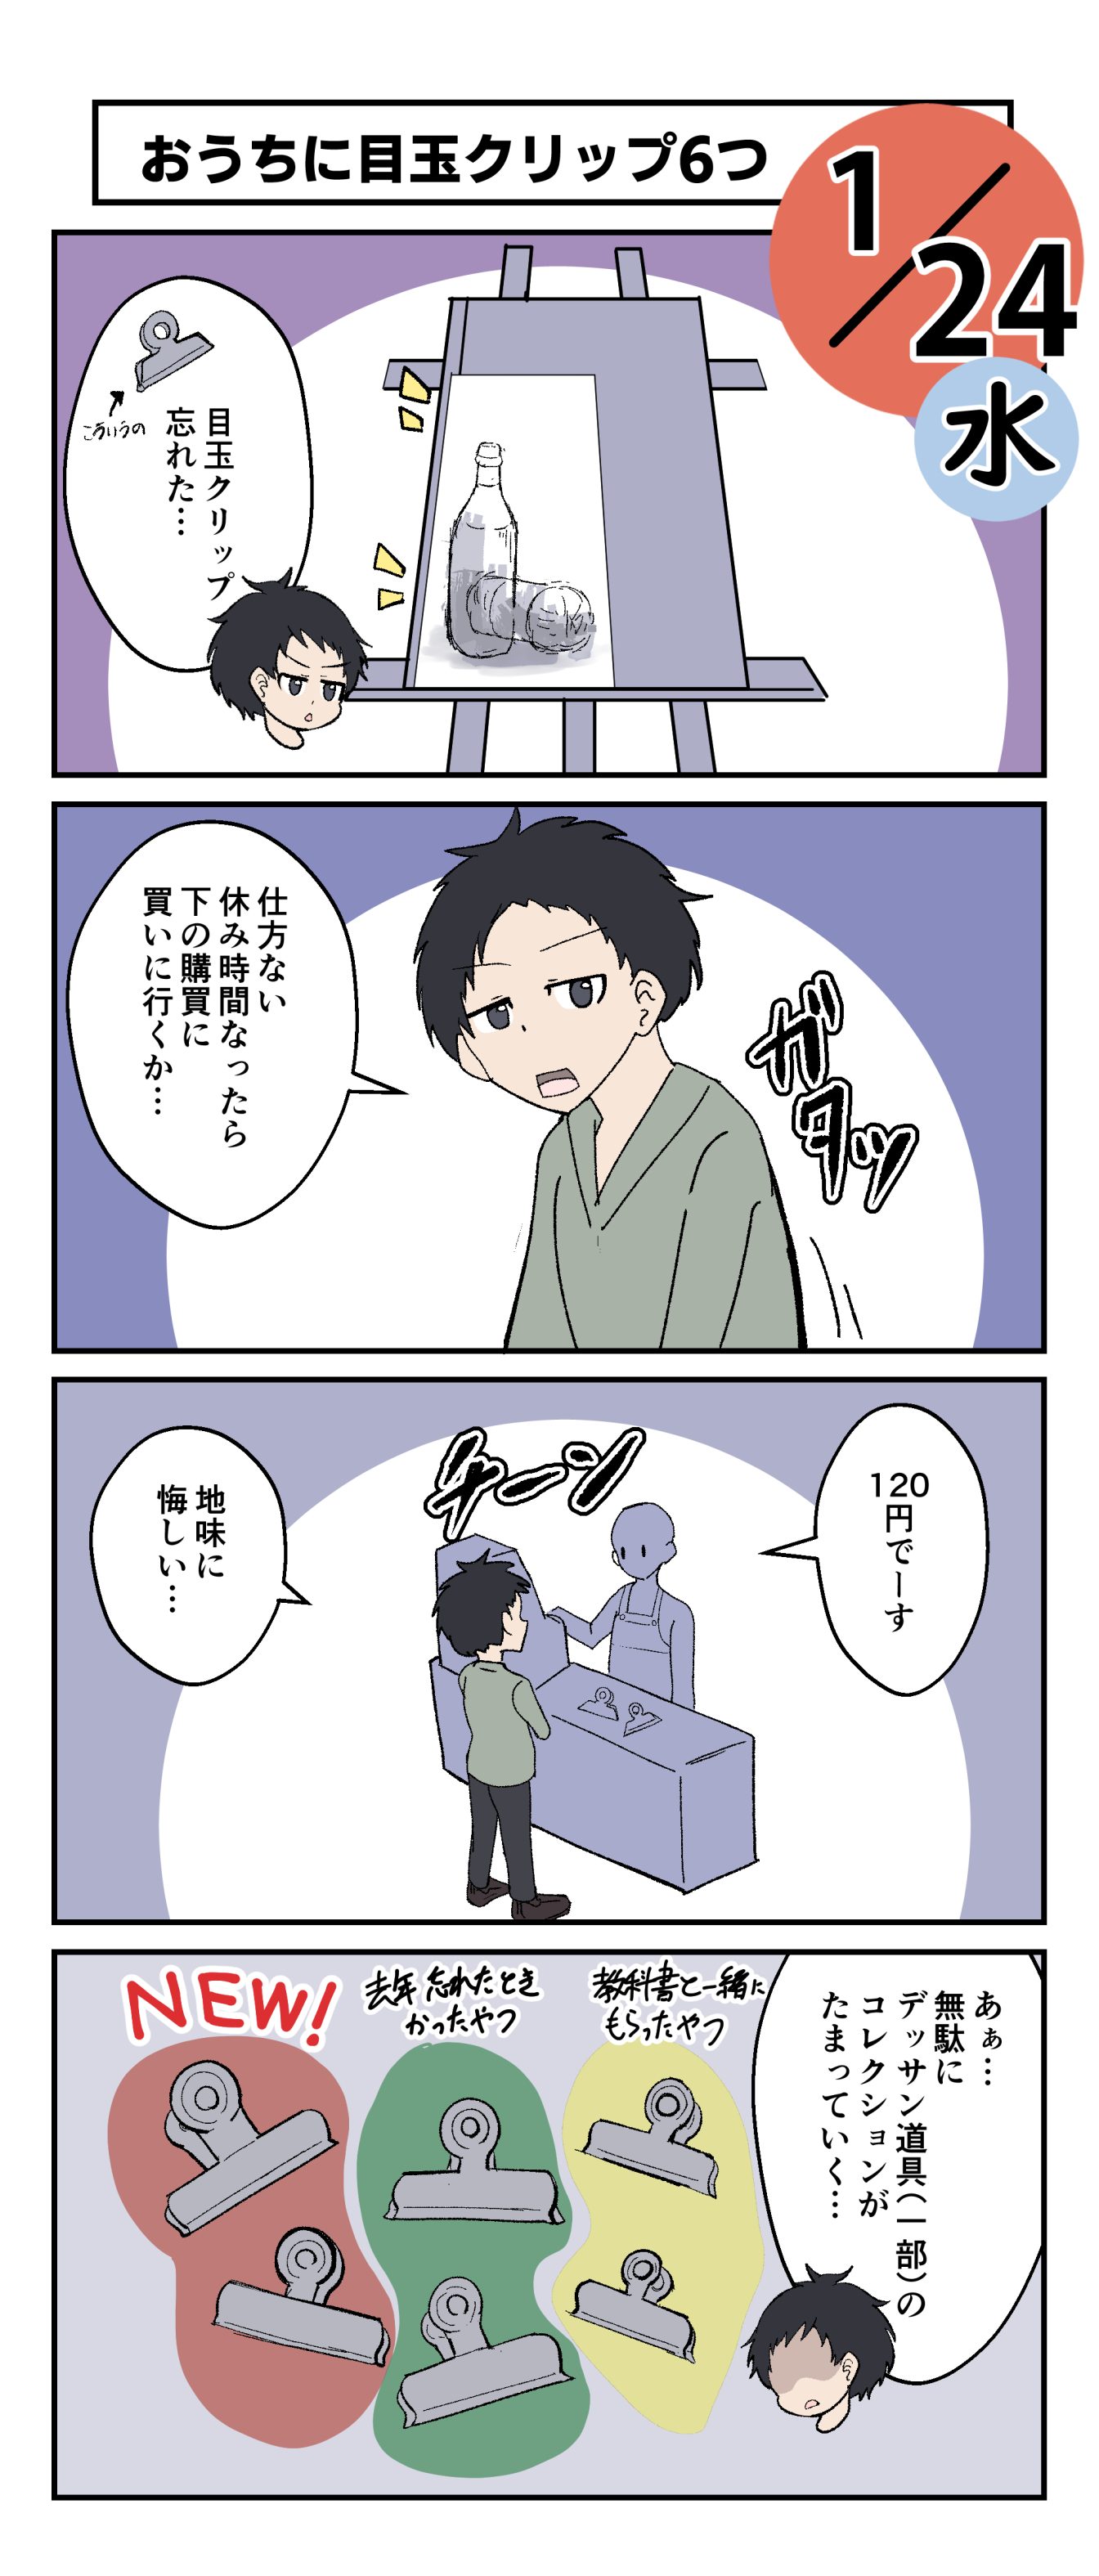 おうちに目玉クリップ6つ
1/24
水
目玉クリップ
忘れた…
こういうの
仕方ない
休み時間なったら
下の購買に
買いに行くか…
ガタッ
120円でーす
チーン
地味に
悔しい…
あぁ…
無駄に
デッサン道具(一部)の
コレクションが
たまっていく…
教科書と一緒に
もらったやつ
去年忘れたとき
かったやつ
NEW!